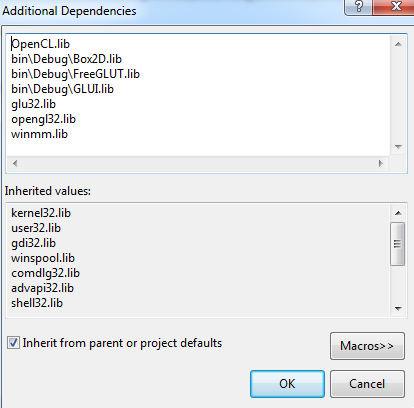 Additional Dependencies
?
OpenCL.lib
bin\Debug\Box2D.lib
bin\Debug\FreeGLUT.lib
bin\Debug\GLUI.lib
glu32.lib
opengl32.lib
winmm.lib
Inherited values:
kernel32.lib
user32.lib
gdi32.lib
winspool.lib
comdlg32.lib
advapi32.lib
shell32.lib
Inherit from parent or project defaults
Macros>>
OK
Cancel